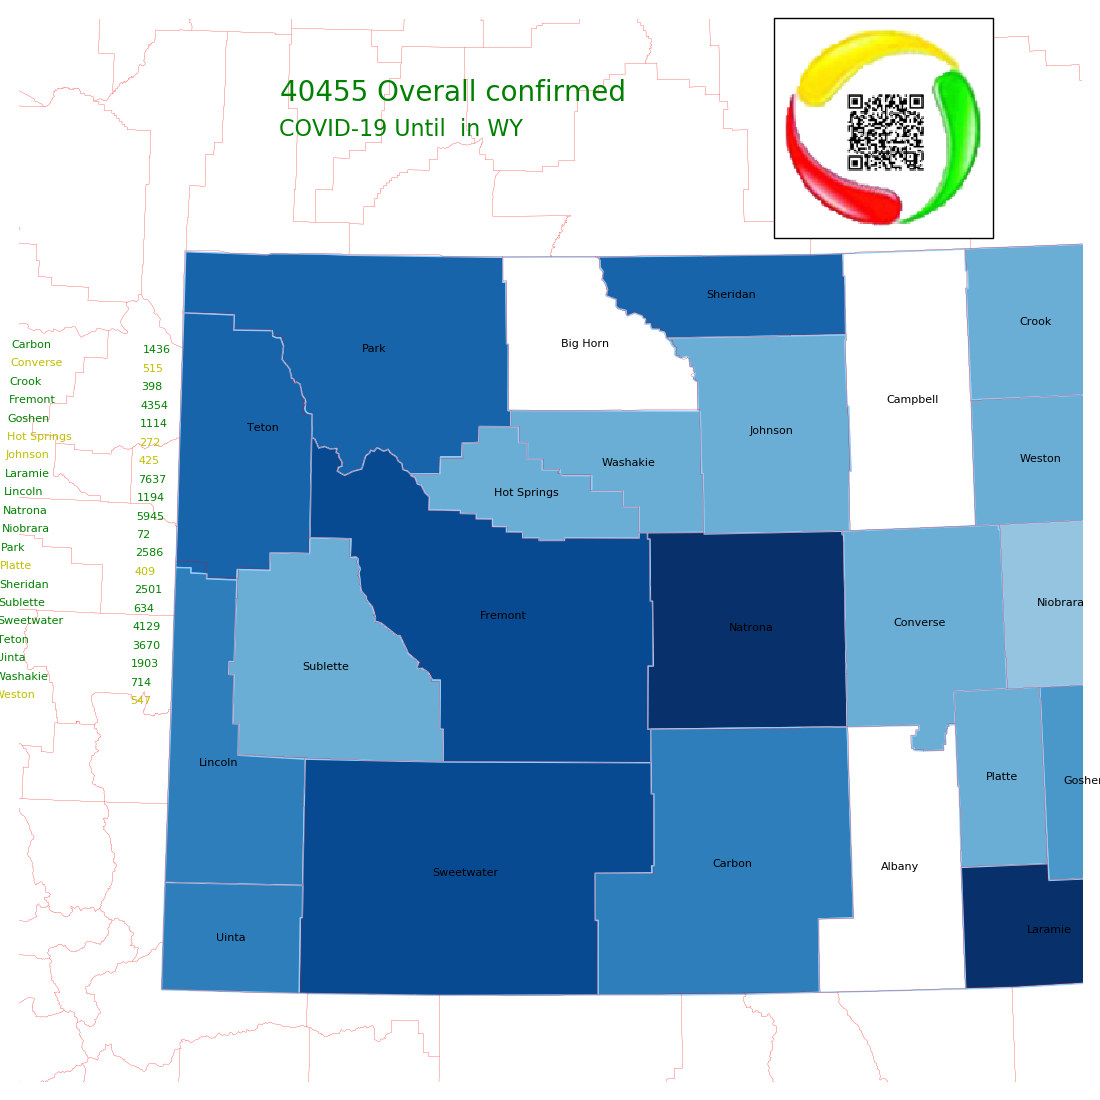 40455 Overall confirmed
COVID-19 Until  in WY
Carbon 1436
Converse 515
Crook 398
Fremont 4354
Goshen 1114
Hot Springs 272
Johnson 425
Laramie 7637
Lincoln 1194
Natrona 5945
Niobrara 72
Park 2586
Platte 409
Sheridan 2501
Sublette 634
Sweetwater 4129
Teton 3670
Uinta 1903
Washakie 714
Weston 547
Sheridan
Crook
Big Horn
Park
Campbell
Teton
Johnson
Weston
Washakie
Hot Springs
Niobrara
Fremont
Converse
Natrona
Sublette
Lincoln
Platte
Goshen
Carbon
Albany
Sweetwater
Laramie
Uinta